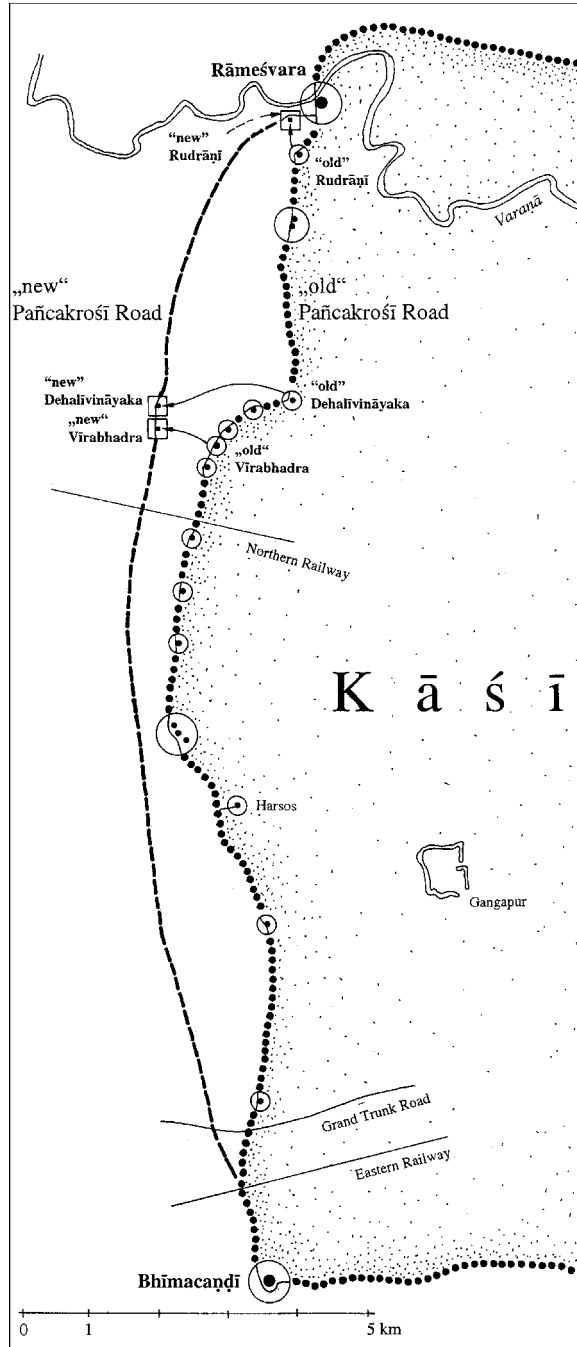 Rāmeśvara
“new”
Rudrāṇī
“old”
Rudrāṇī
Varaṇā
„new“
Pañcakrośī Road
„old“
Pañcakrośī Road
“new”
Dehalīvināyaka
„new“
Vīrabhadra
“old”
Dehalīvināyaka
„old“
Vīrabhadra
Northern Railway
Kāśī
Harsos
Gangapur
Grand Trunk Road
Eastern Railway
Bhīmacaṇḍī
0 1 5 km